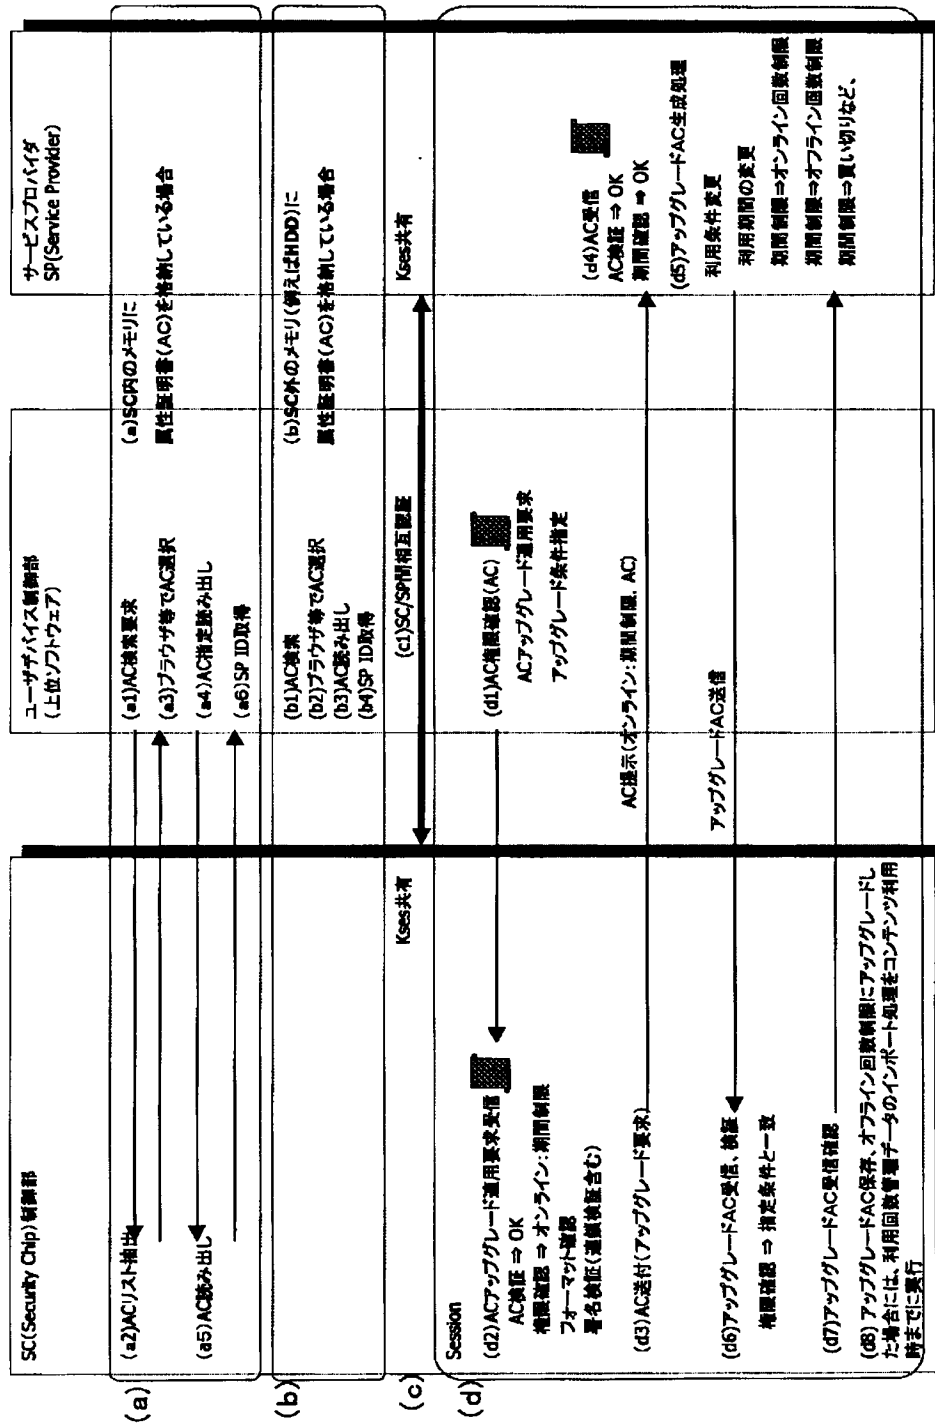 SC(Security Chip)制御部
ユーザデバイス制御部
(上位ソフトウェア)
サービスプロバイダ
SP(Service Provider)
(a)
(a1)AC検索要求
(a2)ACリスト抽出
(a3)ブラウザ等でAC選択
(a4)AC指定読み出し
(a5)AC読み出し
(a6)SP ID取得
(a)SC内のメモリに
属性証明書(AC)を格納している場合
(b)
(b1)AC検索
(b2)ブラウザ等でAC選択
(b3)AC読み出し
(b4)SP ID取得
(b)SC外のメモリ(例えばHDD)に
属性証明書(AC)を格納している場合
(c)
Kses共有
(c1)SC/SP間相互認証
Kses共有
(d)
Session
(d1)AC権限確認(AC)
ACアップグレード適用要求
アップグレード条件指定
(d2)ACアップグレード適用要求受信
AC検証 ⇒ OK
権限確認 ⇒ オンライン:期間制限
フォーマット確認
署名検証(連鎖検証含む)
(d3)AC送付(アップグレード要求)
AC提示(オンライン:期間制限、AC)
(d4)AC受信
AC検証 ⇒ OK
期間確認 ⇒ OK
(d5)アップグレードAC生成処理
利用条件変更
利用期間の変更
期間制限⇒オンライン回数制限
期間制限⇒オフライン回数制限
期間制限⇒買い切りなど、
アップグレードAC送信
(d6)アップグレードAC受信、検証
権限確認 ⇒ 指定条件と一致
(d7)アップグレードAC受信確認
(d8) アップグレードAC保存、オフライン回数制限にアップグレードし
た場合には、利用回数管理データのインポート処理をコンテンツ利用
時までに実行